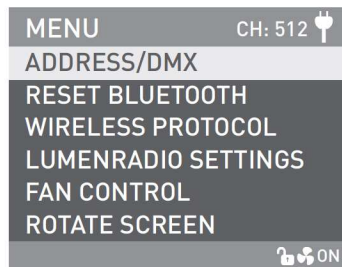 MENU CH: 512
ADDRESS/DMX
RESET BLUETOOTH
WIRELESS PROTOCOL
LUMENRADIO SETTINGS
FAN CONTROL
ROTATE SCREEN
ON